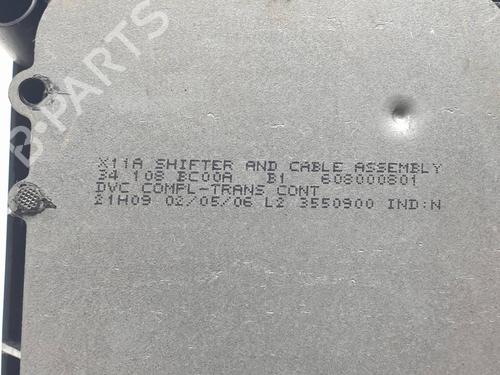 B-PARTS
X11A SHIFTER AND CABLE ASSEMBLY
34 108 BC00A B1 608000801
DVC COMPL-TRANS CONT
21H09 02/05/06 L2 3550900 IND:N